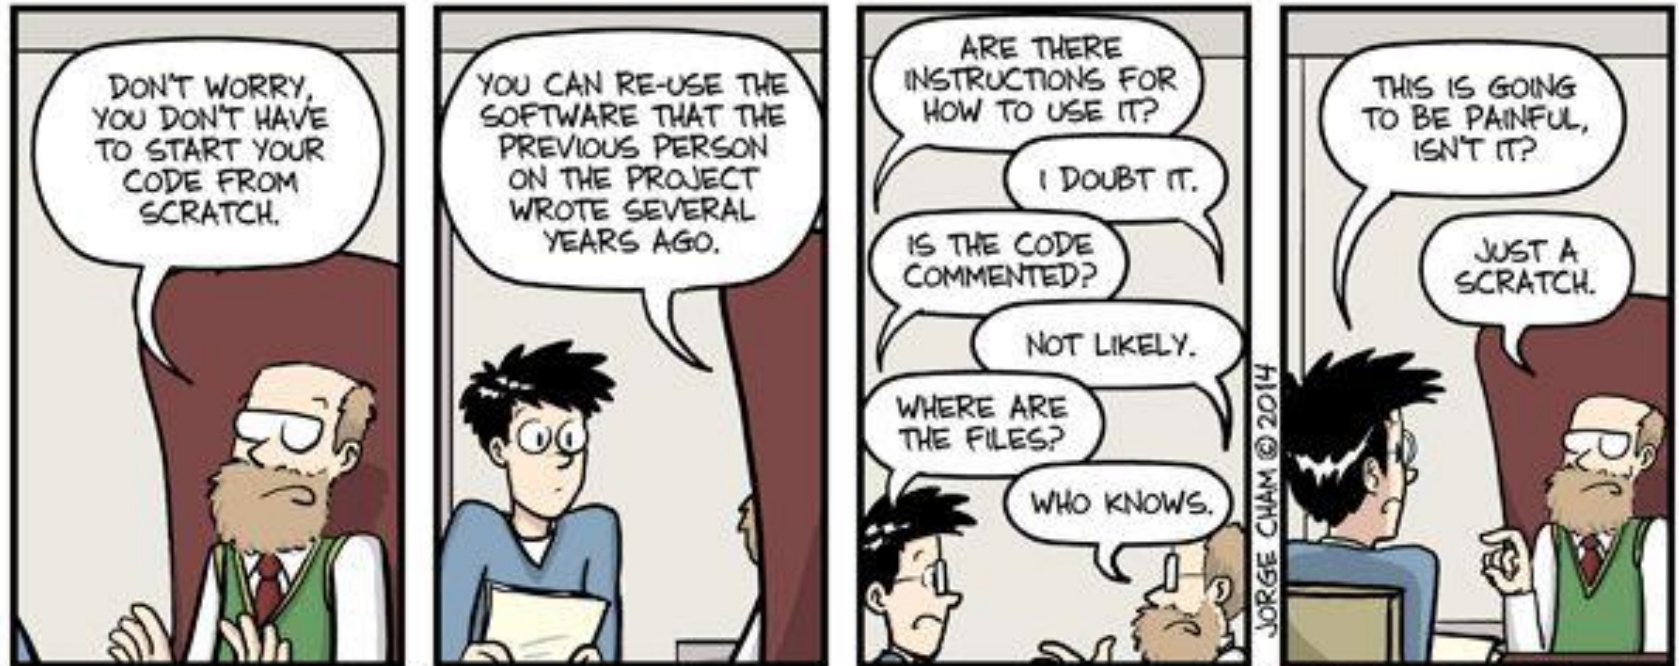 DON'T WORRY,
YOU DON'T HAVE
TO START YOUR
CODE FROM
SCRATCH.
YOU CAN RE-USE THE
SOFTWARE THAT THE
PREVIOUS PERSON
ON THE PROJECT
WROTE SEVERAL
YEARS AGO.
ARE THERE
INSTRUCTIONS FOR
HOW TO USE IT?
I DOUBT IT.
IS THE CODE
COMMENTED?
NOT LIKELY.
WHERE ARE
THE FILES?
WHO KNOWS.
JORGE CHAM © 2014
THIS IS GOING
TO BE PAINFUL,
ISN'T IT?
JUST A
SCRATCH.